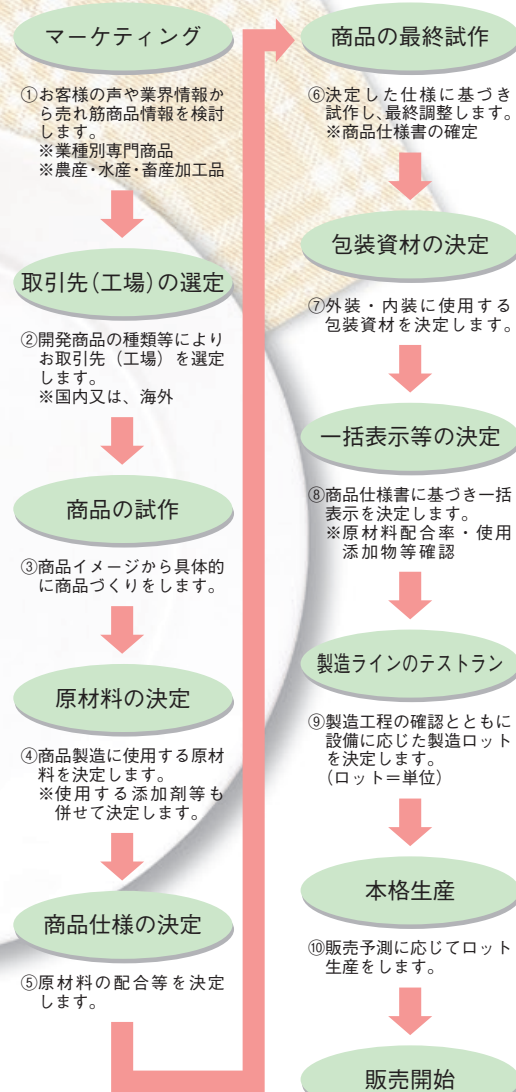 マーケティング
①お客様の声や業界情報か
ら売れ筋商品情報を検討
します。
※業種別専門商品
※農産・水産・畜産加工品
取引先(工場)の選定
②開発商品の種類等により
お取引先（工場）を選定
します。
※国内又は、海外
商品の試作
③商品イメージから具体的
に商品づくりをします。
原材料の決定
④商品製造に使用する原材
料を決定します。
※使用する添加剤等も
併せて決定します。
商品仕様の決定
⑤原材料の配合等を決定
します。
商品の最終試作
⑥決定した仕様に基づき
試作し、最終調整します。
※商品仕様書の確定
包装資材の決定
⑦外装・内装に使用する
包装資材を決定します。
一括表示等の決定
⑧商品仕様書に基づき一括
表示を決定します。
※原材料配合率・使用
添加物等確認
製造ラインのテストラン
⑨製造工程の確認とともに
設備に応じた製造ロット
を決定します。
(ロット＝単位)
本格生産
⑩販売予測に応じてロット
生産をします。
販売開始